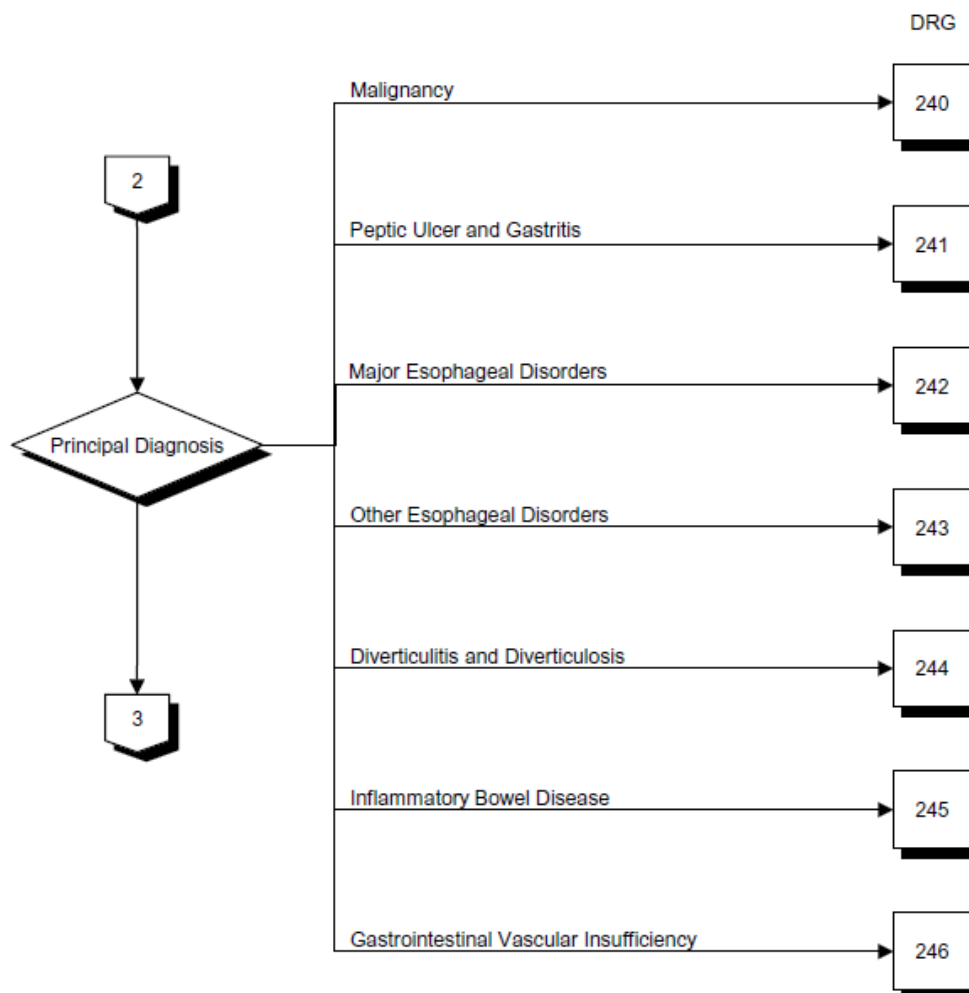 DRG
Malignancy
240
2
Peptic Ulcer and Gastritis
241
Major Esophageal Disorders
242
Principal Diagnosis
Other Esophageal Disorders
243
Diverticulitis and Diverticulosis
244
3
Inflammatory Bowel Disease
245
Gastrointestinal Vascular Insufficiency
246